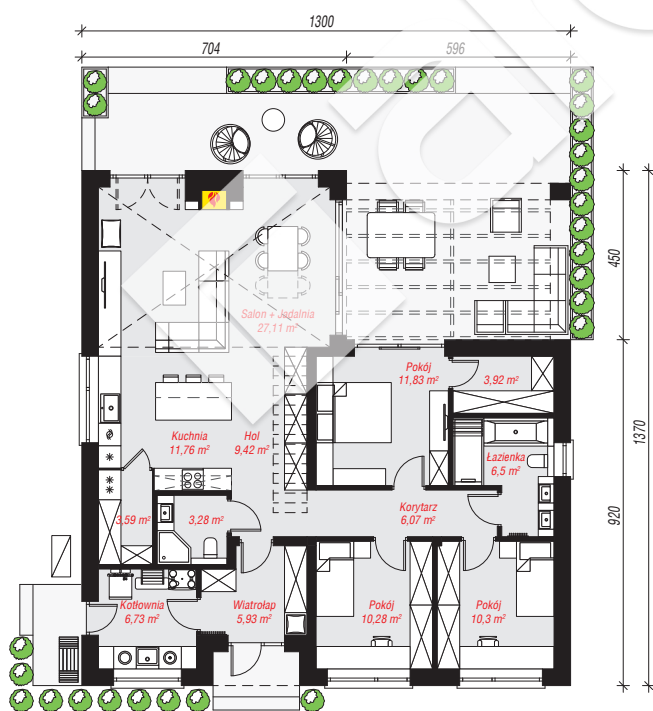 1300
704
596
450
Salon + Jadalnia
27,11 m²
1370
Pokój
11,83 m²
3,92 m²
Kuchnia
11,76 m²
Hol
9,42 m²
Łazienka
6,5 m²
920
3,59 m²
3,28 m²
Korytarz
6,07 m²
Kotłownia
6,73 m²
Wiatrołap
5,93 m²
Pokój
10,28 m²
Pokój
10,3 m²